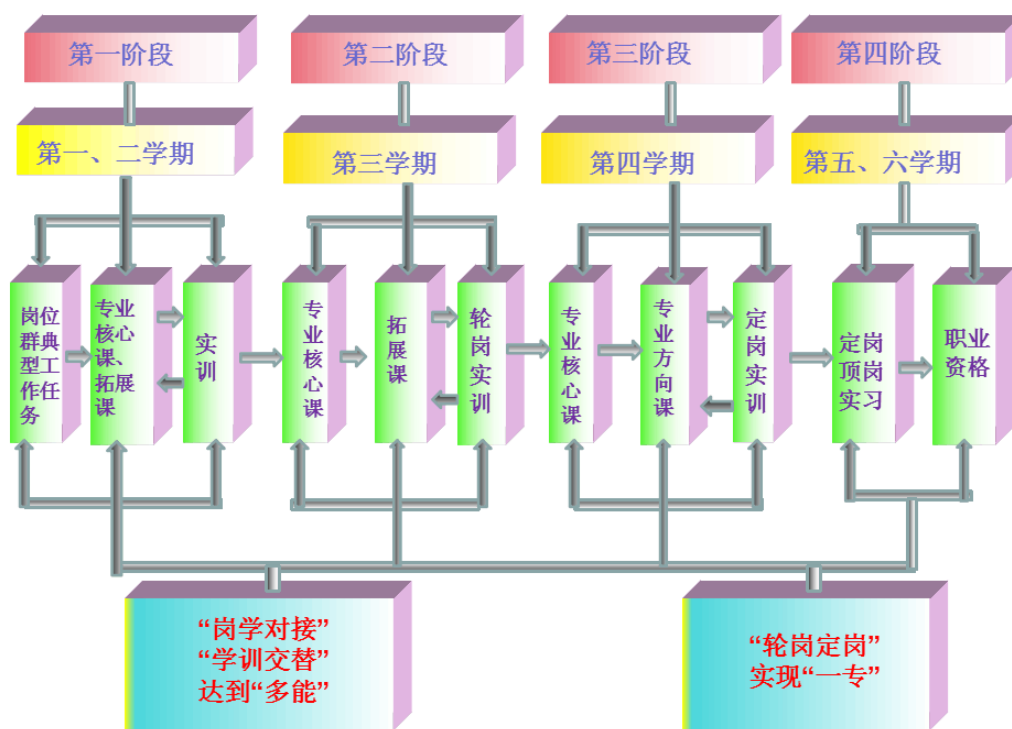 第一阶段
第二阶段
第三阶段
第四阶段
第一、二学期
第三学期
第四学期
第五、六学期
岗位
群典
型工
作任
务
专业
核心
课、
拓展
课
实
训
专
业
核
心
课
拓
展
课
轮
岗
实
训
专
业
核
心
课
专
业
方
向
课
定
岗
实
训
定岗
顶岗
实习
职业
资格
“岗学对接”
“学训交替”
达到“多能”
“轮岗定岗”
实现“一专”